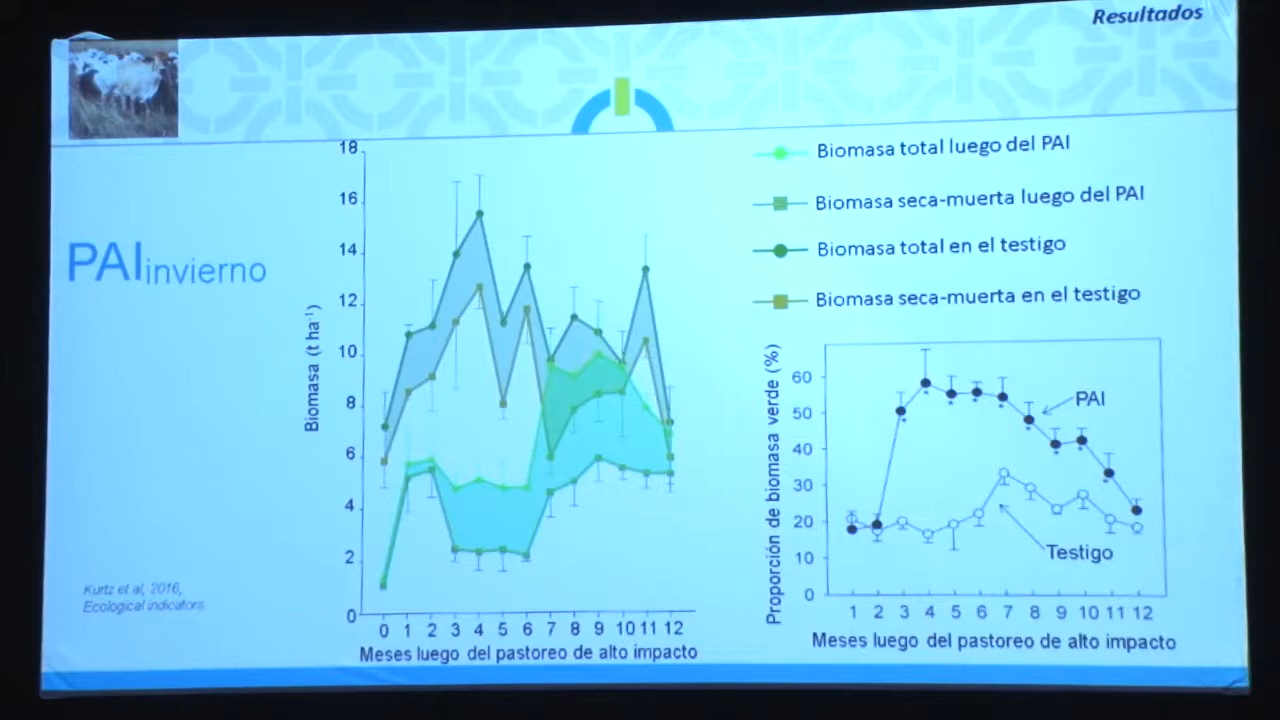 Resultados
PAIinvierno
Biomasa (t ha⁻¹)
18
16
14
12
10
8
6
4
2
0
0 1 2 3 4 5 6 7 8 9 10 11 12
Meses luego del pastoreo de alto impacto
Biomasa total luego del PAI
Biomasa seca-muerta luego del PAI
Biomasa total en el testigo
Biomasa seca-muerta en el testigo
Proporción de biomasa verde (%)
60
50
40
30
20
10
0
PAI
Testigo
1 2 3 4 5 6 7 8 9 10 11 12
Meses luego del pastoreo de alto impacto
Kurtz et al, 2016,
Ecological indicators.